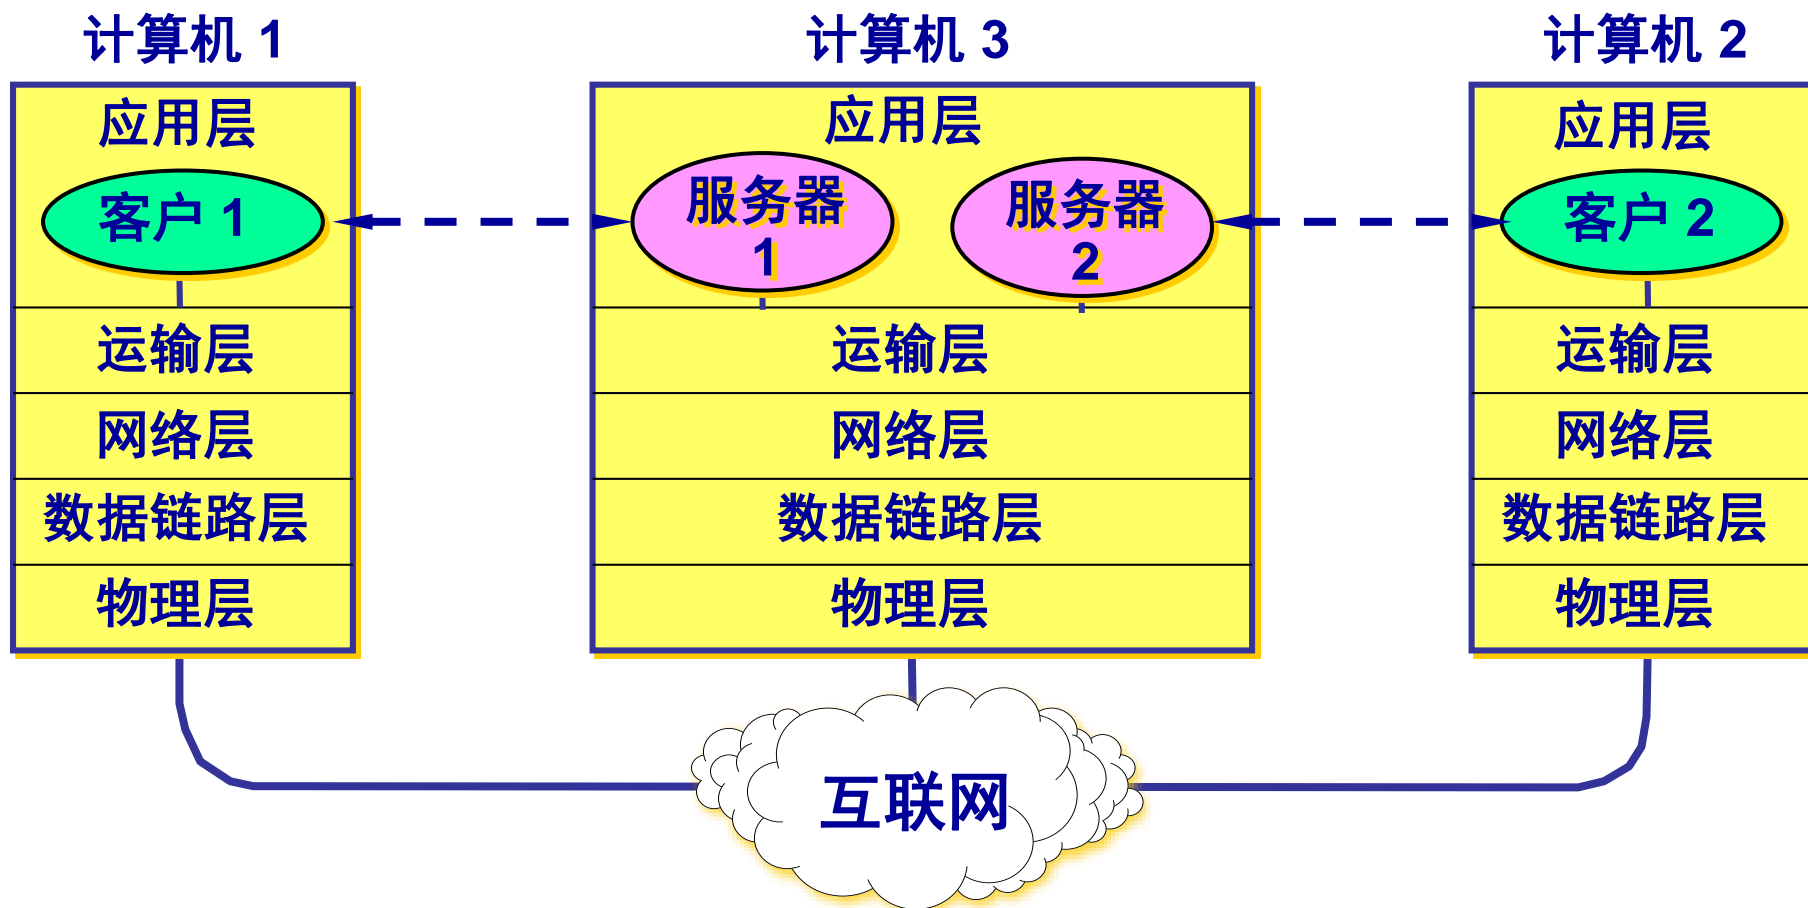 计算机 1
应用层
客户 1
运输层
网络层
数据链路层
物理层
计算机 3
应用层
服务器
1
服务器
2
运输层
网络层
数据链路层
物理层
计算机 2
应用层
客户 2
运输层
网络层
数据链路层
物理层
互联网